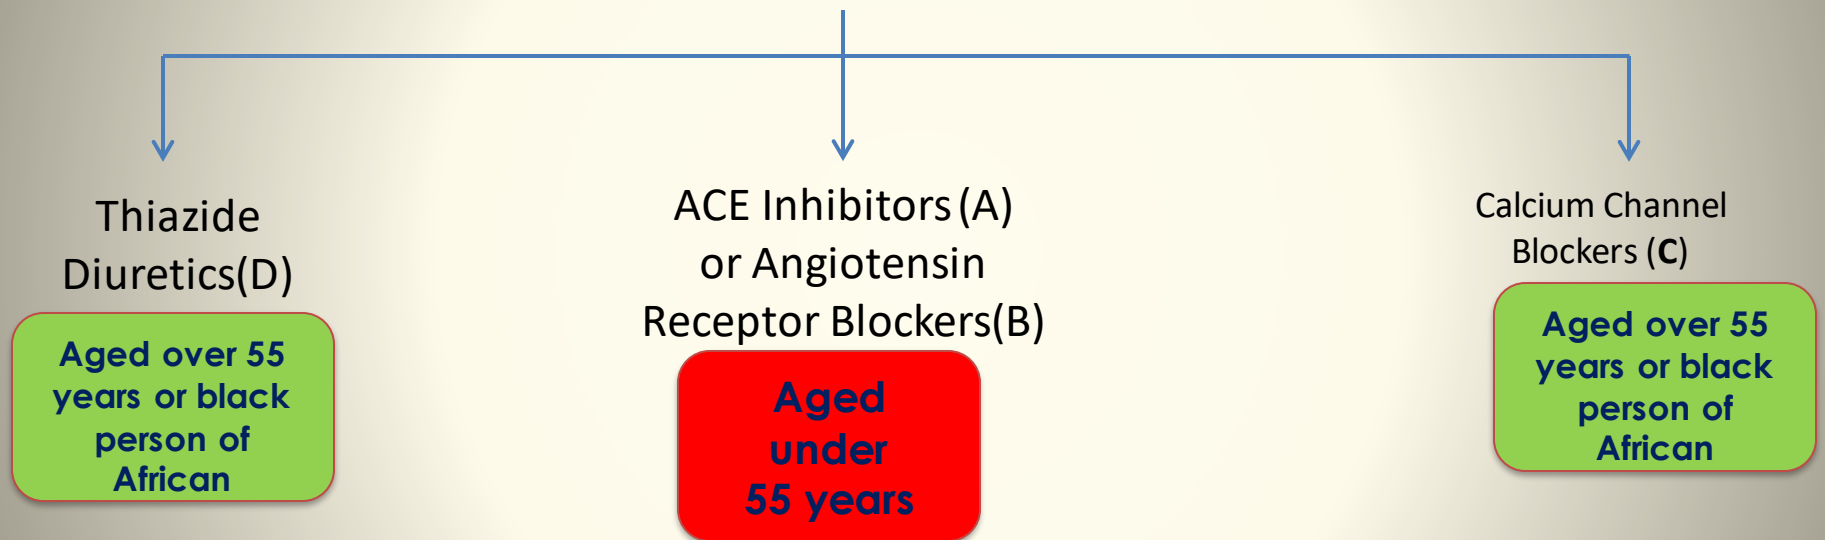 Thiazide
Diuretics(D)
Aged over 55
years or black
person of
African
ACE Inhibitors (A)
or Angiotensin
Receptor Blockers(B)
Aged
under
55 years
Calcium Channel
Blockers (C)
Aged over 55
years or black
person of
African